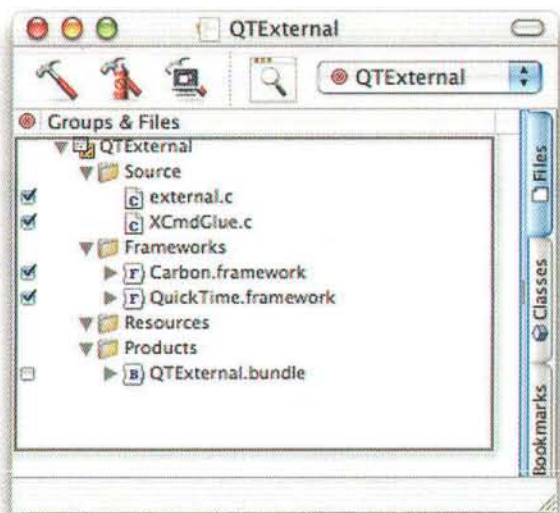 QTExternal
QTExternal
Groups & Files
QTExternal
Source
c external.c
c XCmdGlue.c
Frameworks
F Carbon.framework
F QuickTime.framework
Resources
Products
B QTExternal.bundle
Files
Classes
Bookmarks